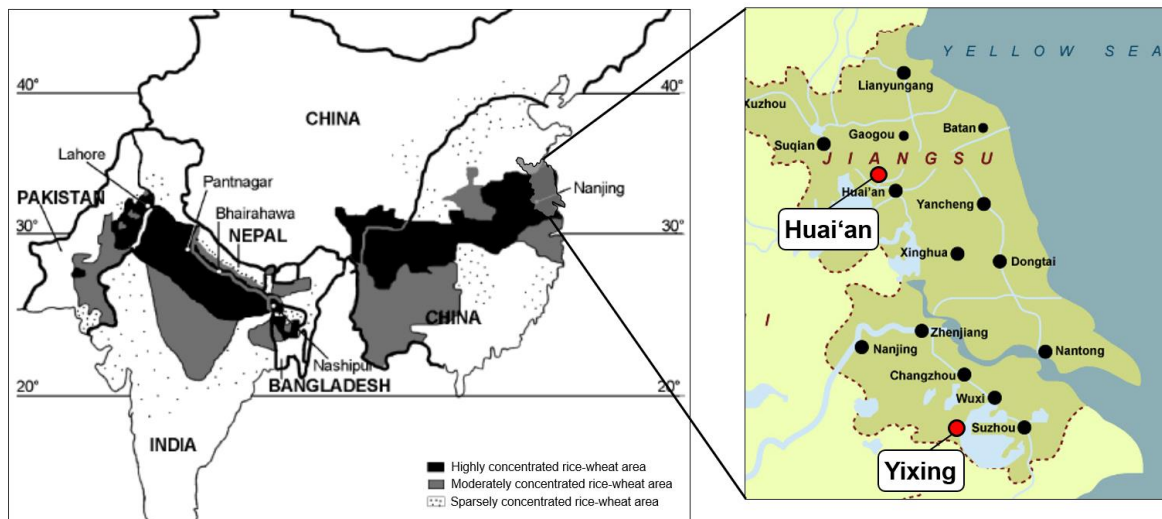 40°
40°
CHINA
Lahore
Pantnagar
PAKISTAN
Bhairahawa
NEPAL
Nanjing
30°
30°
CHINA
Nashipur
BANGLADESH
20°
20°
INDIA
Highly concentrated rice-wheat area
Moderately concentrated rice-wheat area
Sparsely concentrated rice-wheat area
YELLOW SEA
Lianyungang
Xuzhou
Gaogou
Batan
Suqian
JIANGSU
Huai'an
Yancheng
Huai‘an
Xinghua
Dongtai
I
Zhenjiang
Nanjing
Nantong
Changzhou
Wuxi
Suzhou
Yixing